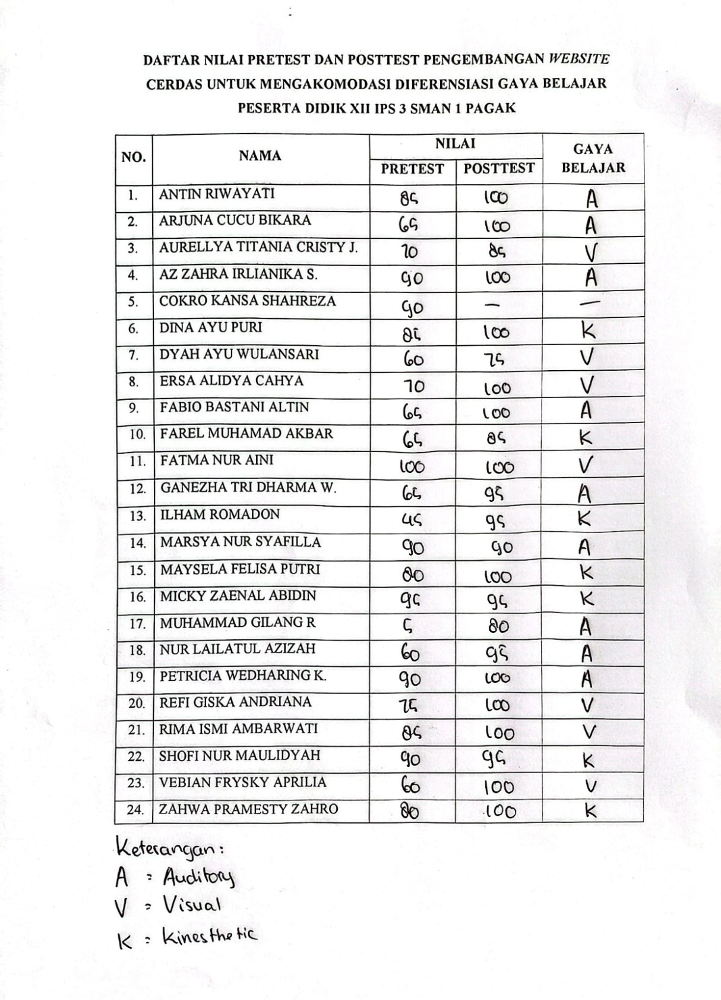 DAFTAR NILAI PRETEST DAN POSTTEST PENGEMBANGAN WEBSITE
CERDAS UNTUK MENGAKOMODASI DIFERENSIASI GAYA BELAJAR
PESERTA DIDIK XII IPS 3 SMAN 1 PAGAK
NO. NAMA NILAI GAYA BELAJAR
PRETEST POSTTEST
1. ANTIN RIWAYATI 85 100 A
2. ARJUNA CUCU BIKARA 65 100 A
3. AURELLYA TITANIA CRISTY J. 70 85 V
4. AZ ZAHRA IRLIANIKA S. 90 100 A
5. COKRO KANSA SHAHREZA 90 – –
6. DINA AYU PURI 85 100 K
7. DYAH AYU WULANSARI 60 75 V
8. ERSA ALIDYA CAHYA 70 100 V
9. FABIO BASTANI ALTIN 65 100 A
10. FAREL MUHAMAD AKBAR 65 85 K
11. FATMA NUR AINI 100 100 V
12. GANEZHA TRI DHARMA W. 65 95 A
13. ILHAM ROMADON 45 95 K
14. MARSYA NUR SYAFILLA 90 90 A
15. MAYSELA FELISA PUTRI 80 100 K
16. MICKY ZAENAL ABIDIN 95 95 K
17. MUHAMMAD GILANG R 5 80 A
18. NUR LAILATUL AZIZAH 60 95 A
19. PETRICIA WEDHARING K. 90 100 A
20. REFI GISKA ANDRIANA 75 100 V
21. RIMA ISMI AMBARWATI 85 100 V
22. SHOFI NUR MAULIDYAH 90 95 K
23. VEBIAN FRYSKY APRILIA 60 100 V
24. ZAHWA PRAMESTY ZAHRO 80 100 K
Keterangan :
A = Auditory
V = Visual
K = Kinesthetic